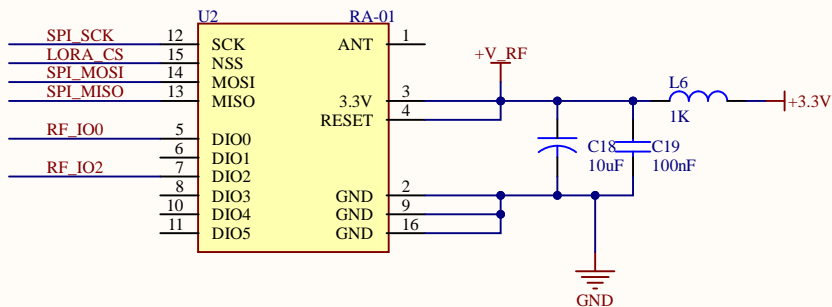 U2 RA-01
SPI_SCK 12 SCK ANT 1
LORA_CS 15 NSS
SPI_MOSI 14 MOSI
SPI_MISO 13 MISO 3.3V 3
RESET 4
RF_IO0 5 DIO0
6 DIO1
RF_IO2 7 DIO2
8 DIO3 GND 2
10 DIO4 GND 9
11 DIO5 GND 16
+V_RF
C18
10uF
C19
100nF
L6
1K
+3.3V
GND